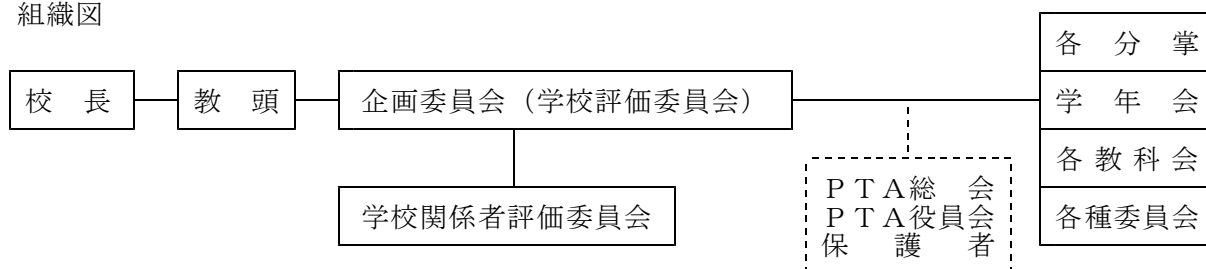 組織図
校　長
教　頭
企画委員会（学校評価委員会）
学校関係者評価委員会
ＰＴＡ総　会
ＰＴＡ役員会
保　護　者
各　分　掌
学　年　会
各 教 科 会
各種委員会